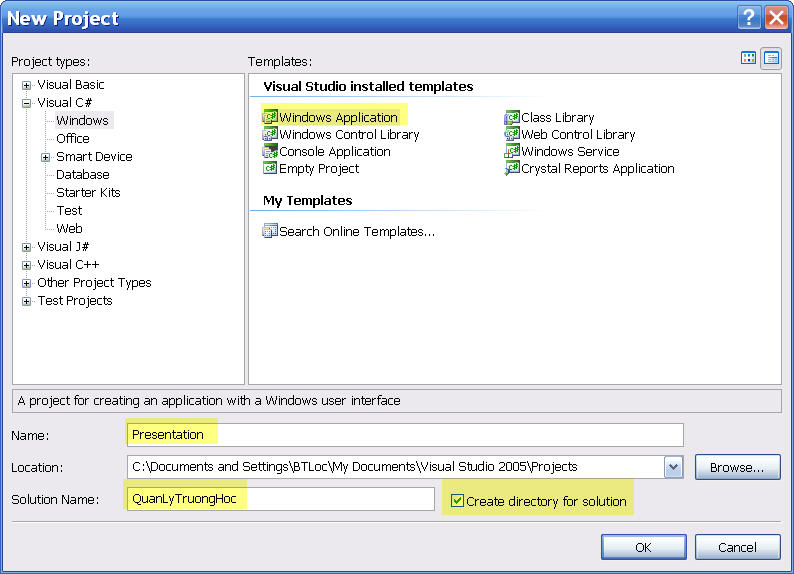 New Project
Project types:
Templates:
Visual Basic
Visual C#
Windows
Office
Smart Device
Database
Starter Kits
Test
Web
Visual J#
Visual C++
Other Project Types
Test Projects
Visual Studio installed templates
Windows Application
Class Library
Windows Control Library
Web Control Library
Console Application
Windows Service
Empty Project
Crystal Reports Application
My Templates
Search Online Templates...
A project for creating an application with a Windows user interface
Name:
Presentation
Location:
C:\Documents and Settings\BTLoc\My Documents\Visual Studio 2005\Projects
Browse...
Solution Name:
QuanLyTruongHoc
Create directory for solution
OK
Cancel